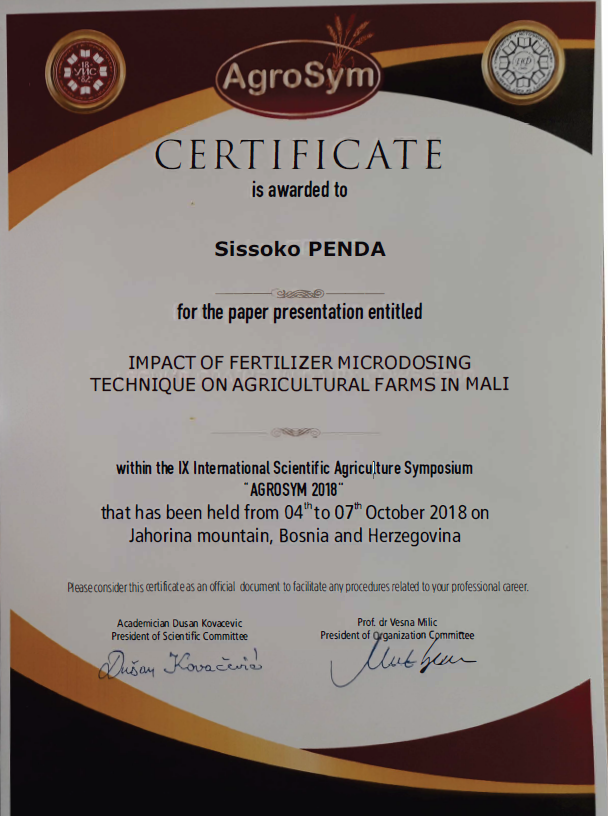 AgroSym
CERTIFICATE
is awarded to
Sissoko PENDA
for the paper presentation entitled
IMPACT OF FERTILIZER MICRODOSING
TECHNIQUE ON AGRICULTURAL FARMS IN MALI
within the IX International Scientific Agriculture Symposium
"AGROSYM 2018"
that has been held from 04th to 07th October 2018 on
Jahorina mountain, Bosnia and Herzegovina
Please consider this certificate as an official document to facilitate any procedures related to your professional career.
Academician Dusan Kovacevic
President of Scientific Committee
Prof. dr Vesna Milic
President of Organization Committee
Dušan Kovačević